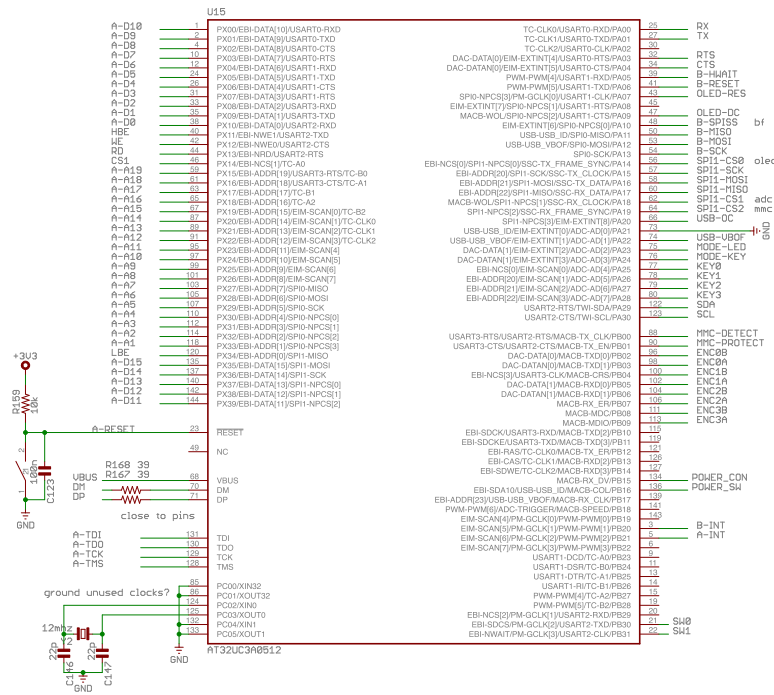 U15
A-D10 1 PX00/EBI-DATA[10]/USART0-RXD
A-D9 2 PX01/EBI-DATA[9]/USART0-TXD
A-D8 4 PX02/EBI-DATA[8]/USART0-CTS
A-D7 10 PX03/EBI-DATA[7]/USART0-RTS
A-D6 12 PX04/EBI-DATA[6]/USART1-RXD
A-D5 24 PX05/EBI-DATA[5]/USART1-TXD
A-D4 26 PX06/EBI-DATA[4]/USART1-CTS
A-D3 31 PX07/EBI-DATA[3]/USART1-RTS
A-D2 33 PX08/EBI-DATA[2]/USART3-RXD
A-D1 35 PX09/EBI-DATA[1]/USART3-TXD
A-D0 38 PX10/EBI-DATA[0]/USART2-RXD
HBE 40 PX11/EBI-NWE1/USART2-TXD
WE 42 PX12/EBI-NWE0/USART2-CTS
RD 44 PX13/EBI-NRD/USART2-RTS
CS1 46 PX14/EBI-NCS[1]/TC-A0
A-A19 59 PX15/EBI-ADDR[19]/USART3-RTS/TC-B0
A-A18 61 PX16/EBI-ADDR[18]/USART3-CTS/TC-A1
A-A17 63 PX17/EBI-ADDR[17]/TC-B1
A-A16 65 PX18/EBI-ADDR[16]/TC-A2
A-A15 67 PX19/EBI-ADDR[15]/EIM-SCAN[0]/TC-B2
A-A14 87 PX20/EBI-ADDR[14]/EIM-SCAN[1]/TC-CLK0
A-A13 89 PX21/EBI-ADDR[13]/EIM-SCAN[2]/TC-CLK1
A-A12 91 PX22/EBI-ADDR[12]/EIM-SCAN[3]/TC-CLK2
A-A11 95 PX23/EBI-ADDR[11]/EIM-SCAN[4]
A-A10 97 PX24/EBI-ADDR[10]/EIM-SCAN[5]
A-A9 99 PX25/EBI-ADDR[9]/EIM-SCAN[6]
A-A8 101 PX26/EBI-ADDR[8]/EIM-SCAN[7]
A-A7 103 PX27/EBI-ADDR[7]/SPI0-MISO
A-A6 105 PX28/EBI-ADDR[6]/SPI0-MOSI
A-A5 107 PX29/EBI-ADDR[5]/SPI0-SCK
A-A4 110 PX30/EBI-ADDR[4]/SPI0-NPCS[0]
A-A3 112 PX31/EBI-ADDR[3]/SPI0-NPCS[1]
A-A2 114 PX32/EBI-ADDR[2]/SPI0-NPCS[2]
A-A1 118 PX33/EBI-ADDR[1]/SPI0-NPCS[3]
LBE 120 PX34/EBI-ADDR[0]/SPI1-MISO
A-D15 135 PX35/EBI-DATA[15]/SPI1-MOSI
A-D14 137 PX36/EBI-DATA[14]/SPI1-SCK
A-D13 140 PX37/EBI-DATA[13]/SPI1-NPCS[0]
A-D12 142 PX38/EBI-DATA[12]/SPI1-NPCS[1]
A-D11 144 PX39/EBI-DATA[11]/SPI1-NPCS[2]
+3V3
R159
10k
A-RESET 23 RESET
49 NC
2
1
100n
C123
GND
R168 39
R167 39
VBUS 68 VBUS
DM 70 DM
DP 71 DP
close to pins
A-TDI 131 TDI
A-TDO 130 TDO
A-TCK 129 TCK
A-TMS 128 TMS
85 PC00/XIN32
ground unused clocks? 86 PC01/XOUT32
124 PC02/XIN0
125 PC03/XOUT0
132 PC04/XIN1
133 PC05/XOUT1
12mhz
2
22p
C146
22p
C147
GND
GND
AT32UC3A0512
TC-CLK0/USART0-RXD/PA00 25 RX
TC-CLK1/USART0-TXD/PA01 27 TX
TC-CLK2/USART0-CLK/PA02 30
DAC-DATA[0]/EIM-EXTINT[4]/USART0-RTS/PA03 32 RTS
DAC-DATAN[0]/EIM-EXTINT[5]/USART0-CTS/PA04 34 CTS
PWM-PWM[4]/USART1-RXD/PA05 39 B-HWAIT
PWM-PWM[5]/USART1-TXD/PA06 41 B-RESET
SPI0-NPCS[3]/PM-GCLK[0]/USART1-CLK/PA07 43 OLED-RES
EIM-EXTINT[7]/SPI0-NPCS[1]/USART1-RTS/PA08 45
MACB-WOL/SPI0-NPCS[2]/USART1-CTS/PA09 47 OLED-DC
EIM-EXTINT[6]/SPI0-NPCS[0]/PA10 48 B-SPISS bf
USB-USB_ID/SPI0-MISO/PA11 50 B-MISO
USB-USB_VBOF/SPI0-MOSI/PA12 53 B-MOSI
SPI0-SCK/PA13 54 B-SCK
EBI-NCS[0]/SPI1-NPCS[0]/SSC-TX_FRAME_SYNC/PA14 56 SPI1-CS0
EBI-ADDR[20]/SPI1-SCK/SSC-TX_CLOCK/PA15 57 SPI1-SCK
EBI-ADDR[21]/SPI1-MOSI/SSC-TX_DATA/PA16 58 SPI1-MOSI
EBI-ADDR[22]/SPI1-MISO/SSC-RX_DATA/PA17 60 SPI1-MISO
MACB-WOL/SPI1-NPCS[1]/SSC-RX_CLOCK/PA18 62 SPI1-CS1 adc
SPI1-NPCS[2]/SSC-RX_FRAME_SYNC/PA19 64 SPI1-CS2 mmc
SPI1-NPCS[3]/EIM-EXTINT[8]/PA20 66 USB-OC
USB-USB_ID/EIM-EXTINT[0]/ADC-AD[0]/PA21 73 GND
USB-USB_VBOF/EIM-EXTINT[1]/ADC-AD[1]/PA22 74 USB-VBOF
DAC-DATA[1]/EIM-EXTINT[2]/ADC-AD[2]/PA23 75 MODE-LED
DAC-DATAN[1]/EIM-EXTINT[3]/ADC-AD[3]/PA24 76 MODE-KEY
EBI-NCS[0]/EIM-SCAN[0]/ADC-AD[4]/PA25 77 KEY0
EBI-ADDR[20]/EIM-SCAN[1]/ADC-AD[5]/PA26 78 KEY1
EBI-ADDR[21]/EIM-SCAN[2]/ADC-AD[6]/PA27 79 KEY2
EBI-ADDR[22]/EIM-SCAN[3]/ADC-AD[7]/PA28 80 KEY3
USART2-RTS/TWI-SDA/PA29 122 SDA
USART2-CTS/TWI-SCL/PA30 123 SCL
USART3-RTS/USART2-RTS/MACB-TX_CLK/PB00 88 MMC-DETECT
USART3-CTS/USART2-CTS/MACB-TX_EN/PB01 90 MMC-PROTECT
DAC-DATA[0]/MACB-TXD[0]/PB02 96 ENC0B
DAC-DATAN[0]/MACB-TXD[1]/PB03 98 ENC0A
EBI-NCS[3]/USART3-CLK/MACB-CRS/PB04 100 ENC1B
DAC-DATA[1]/MACB-RXD[0]/PB05 102 ENC1A
DAC-DATAN[1]/MACB-RXD[1]/PB06 104 ENC2B
MACB-RX_ER/PB07 106 ENC2A
MACB-MDC/PB08 111 ENC3B
MACB-MDIO/PB09 113 ENC3A
EBI-SDCK/USART3-RXD/MACB-TXD[2]/PB10 115
EBI-SDCKE/USART3-TXD/MACB-TXD[3]/PB11 119
EBI-RAS/TC-CLK0/MACB-TX_ER/PB12 121
EBI-CAS/TC-CLK1/MACB-RXD[2]/PB13 126
EBI-SDWE/TC-CLK2/MACB-RXD[3]/PB14 127
MACB-RX_DV/PB15 134 POWER_CON
EBI-SDA10/USB-USB_ID/MACB-COL/PB16 136 POWER_SW
EBI-ADDR[23]/USB-USB_VBOF/MACB-RX_CLK/PB17 139
PWM-PWM[6]/ADC-TRIGGER/MACB-SPEED/PB18 141
EIM-SCAN[4]/PM-GCLK[0]/PWM-PWM[0]/PB19 143
EIM-SCAN[5]/PM-GCLK[1]/PWM-PWM[1]/PB20 3 B-INT
EIM-SCAN[6]/PM-GCLK[2]/PWM-PWM[2]/PB21 5 A-INT
EIM-SCAN[7]/PM-GCLK[3]/PWM-PWM[3]/PB22 6
USART1-DCD/TC-A0/PB23 9
USART1-DSR/TC-B0/PB24 11
USART1-DTR/TC-A1/PB25 13
USART1-RI/TC-B1/PB26 14
PWM-PWM[4]/TC-A2/PB27 15
PWM-PWM[5]/TC-B2/PB28 19
EBI-NCS[2]/PM-GCLK[1]/USART2-RXD/PB29 20
EBI-SDCS/PM-GCLK[2]/USART2-TXD/PB30 21 SW0
EBI-NWAIT/PM-GCLK[3]/USART2-CLK/PB31 22 SW1